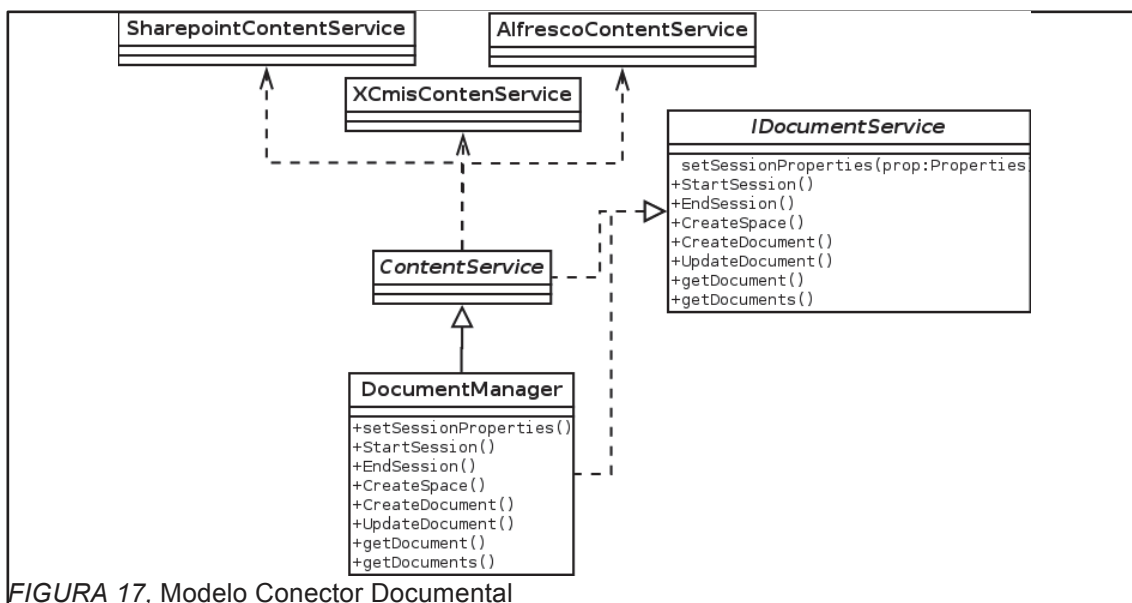 SharepointContentService
AlfrescoContentService
XCmisContenService
IDocumentService
setSessionProperties(prop:Properties)
+StartSession()
+EndSession()
+CreateSpace()
+CreateDocument()
+UpdateDocument()
+getDocument()
+getDocuments()
ContentService
DocumentManager
+setSessionProperties()
+StartSession()
+EndSession()
+CreateSpace()
+CreateDocument()
+UpdateDocument()
+getDocument()
+getDocuments()
FIGURA 17, Modelo Conector Documental